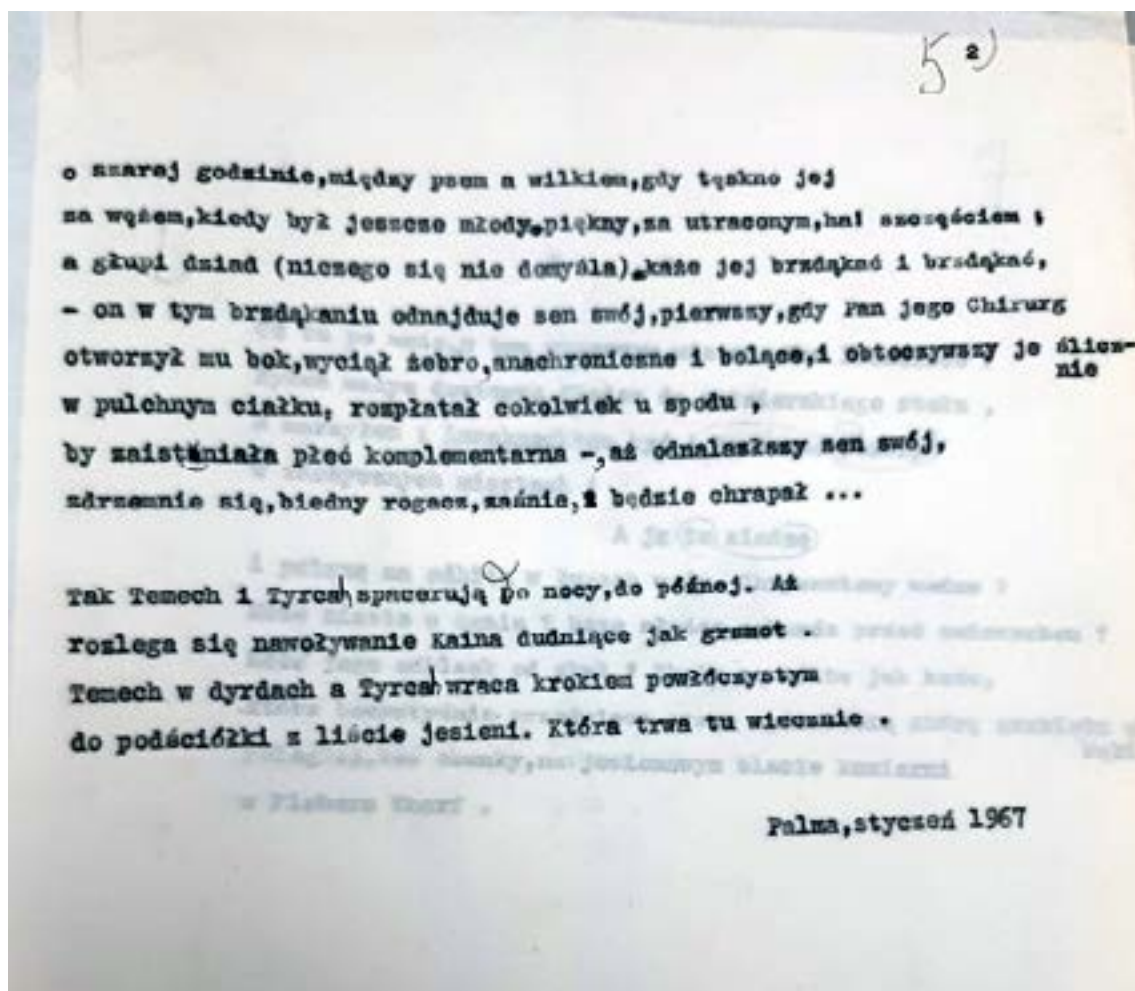 5 2)
o szarej godzinie,między psem a wilkiem,gdy tęskno jej
za wężem,kiedy był jeszcze młody,piękny,za utraconym,ha! szczęściem ;
a głupi dziad (niczego się nie domyśla),każe jej brzdąkać i brzdąkać,
- on w tym brzdąkaniu odnajduje sen swój,pierwszy,gdy Pan jego Chirurg
otworzył mu bok,wyciął żebro,anachroniczne i bolące,i obtoczywszy je ślicz-
nie
w pulchnym ciałku, rozpłatał cokolwiek u spodu ,
by zaistniała płeć komplementarna -,aż odnalazłszy sen swój,
zdrzemnie się,biedny rogacz,zaśnie,i będzie chrapał ...
Tak Temech i Tyrcah spacerują po nocy,do późnej. Aż
rozlega się nawoływanie Kaina dudniące jak grzmot .
Temech w dyrdach a Tyrcah wraca krokiem powłóczystym
do podściółki z liście jesieni. Która trwa tu wiecznie .
Palma,styczeń 1967